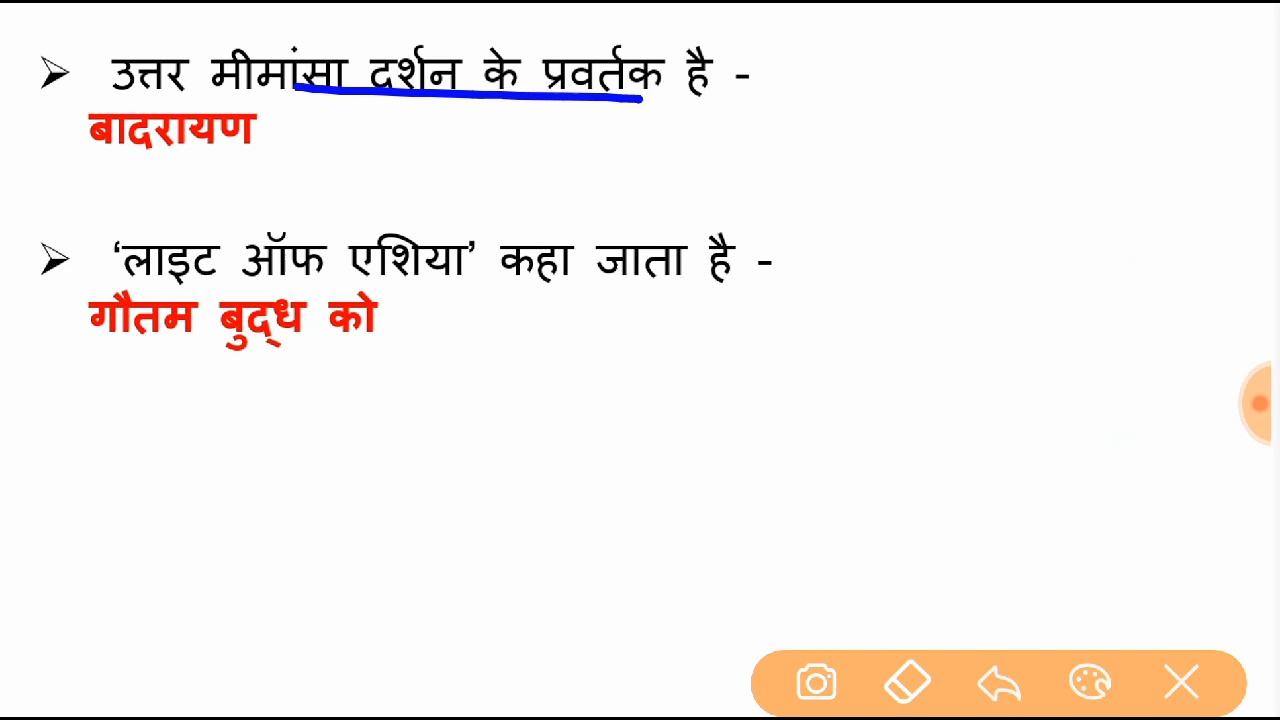 ➢ उत्तर मीमांसा दर्शन के प्रवर्तक है -
बादरायण
➢ ‘लाइट ऑफ एशिया’ कहा जाता है -
गौतम बुद्ध को